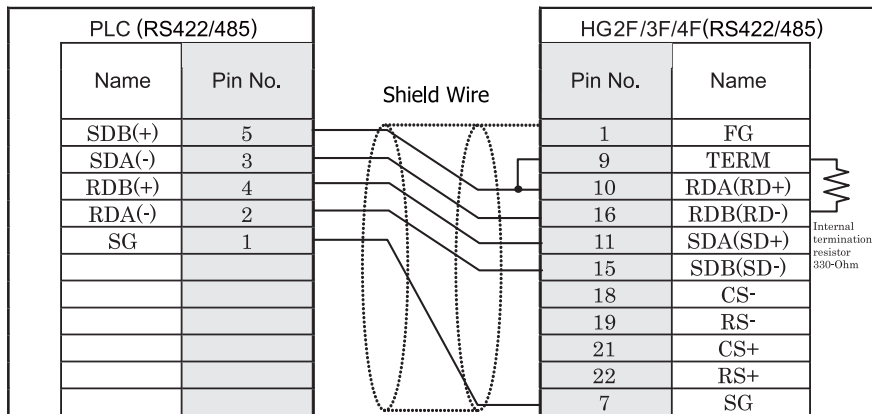 PLC (RS422/485) HG2F/3F/4F(RS422/485)
Name Pin No. Shield Wire Pin No. Name
SDB(+) 5 1 FG
SDA(-) 3 9 TERM
RDB(+) 4 10 RDA(RD+)
RDA(-) 2 16 RDB(RD-)
SG 1 11 SDA(SD+)
15 SDB(SD-)
18 CS-
19 RS-
21 CS+
22 RS+
7 SG
Internal
termination
resistor
330-Ohm